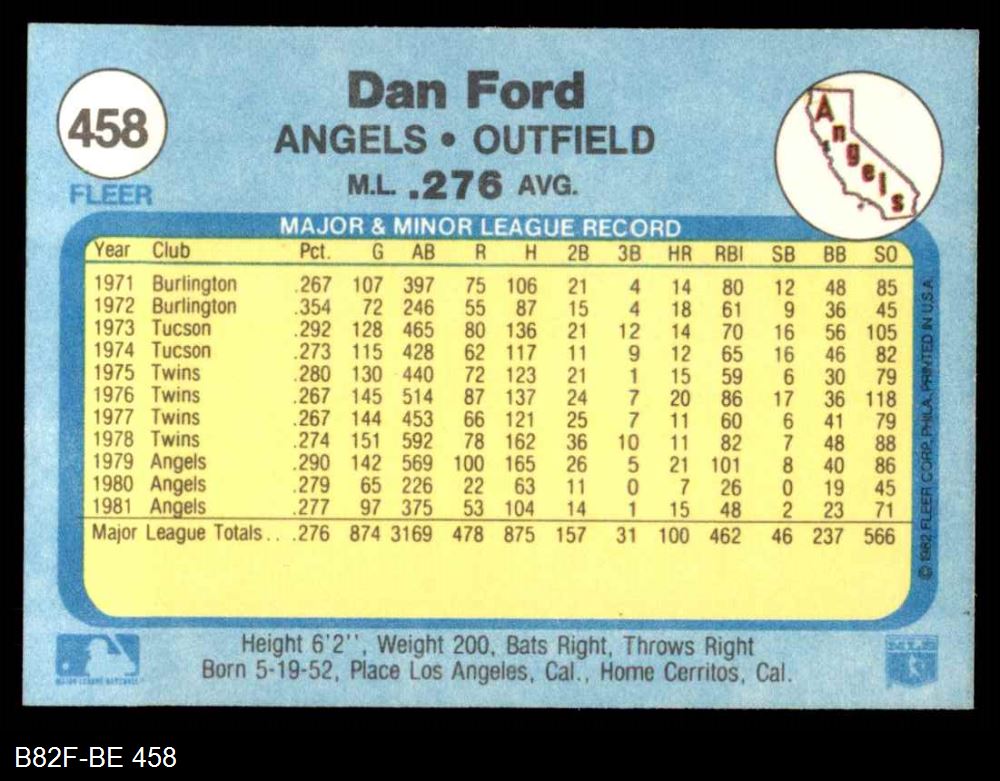 458
FLEER
Dan Ford
ANGELS • OUTFIELD
M.L. .276 AVG.
Angels
MAJOR & MINOR LEAGUE RECORD
Year Club Pct. G AB R H 2B 3B HR RBI SB BB SO
1971 Burlington .267 107 397 75 106 21 4 14 80 12 48 85
1972 Burlington .354 72 246 55 87 15 4 18 61 9 36 45
1973 Tucson .292 128 465 80 136 21 12 14 70 16 56 105
1974 Tucson .273 115 428 62 117 11 9 12 65 16 46 82
1975 Twins .280 130 440 72 123 21 1 15 59 6 30 79
1976 Twins .267 145 514 87 137 24 7 20 86 17 36 118
1977 Twins .267 144 453 66 121 25 7 11 60 6 41 79
1978 Twins .274 151 592 78 162 36 10 11 82 7 48 88
1979 Angels .290 142 569 100 165 26 5 21 101 8 40 86
1980 Angels .279 65 226 22 63 11 0 7 26 0 19 45
1981 Angels .277 97 375 53 104 14 1 15 48 2 23 71
Major League Totals . . .276 874 3169 478 875 157 31 100 462 46 237 566
© 1982 FLEER CORP. PHILA. PRINTED IN U.S.A.
Height 6'2'', Weight 200, Bats Right, Throws Right
Born 5-19-52, Place Los Angeles, Cal., Home Cerritos, Cal.
MAJOR LEAGUE BASEBALL
B82F-BE 458